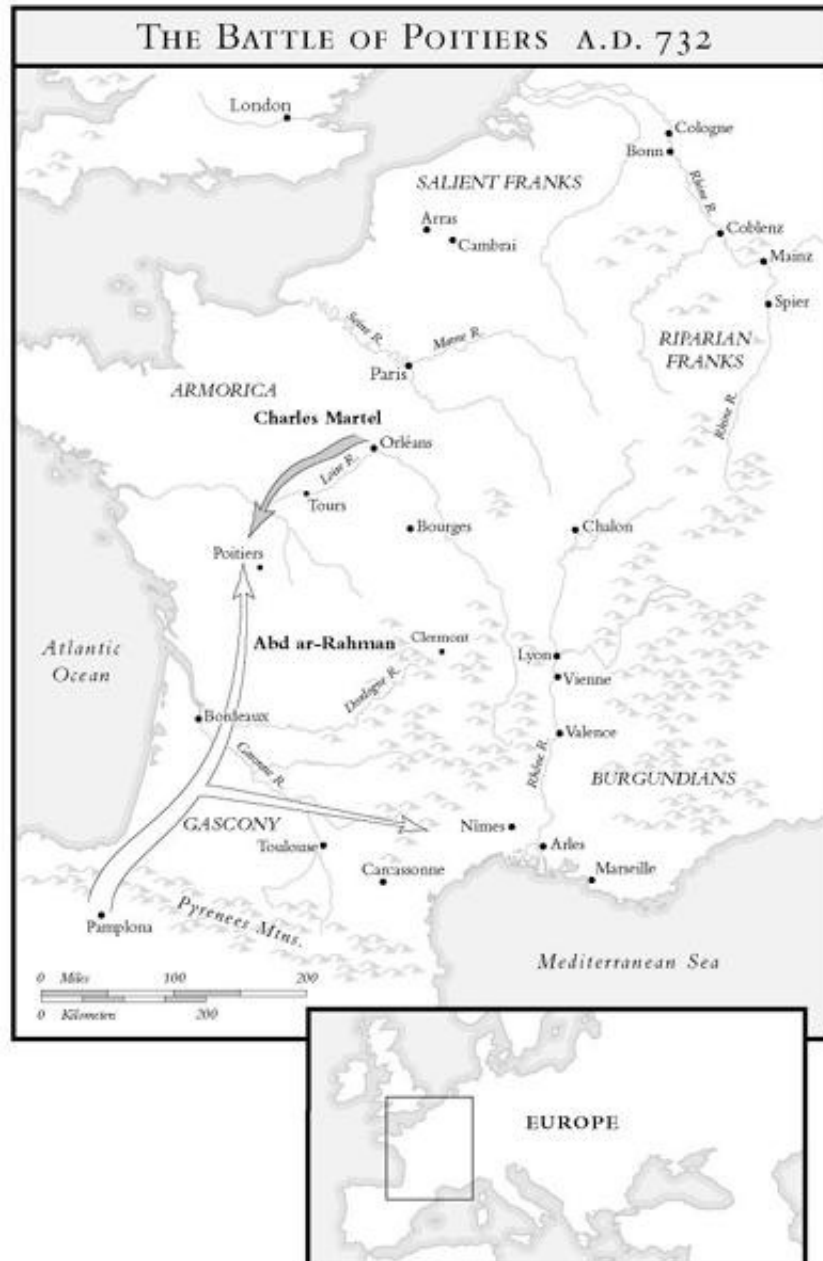 THE BATTLE OF POITIERS A.D. 732
London
Cologne
Bonn
Rhine R.
SALIENT FRANKS
Arras
Cambrai
Coblenz
Mainz
Spier
Seine R.
Marne R.
RIPARIAN
FRANKS
Paris
ARMORICA
Rhine R.
Charles Martel
Orléans
Loire R.
Tours
Bourges
Chalon
Poitiers
Atlantic
Ocean
Abd ar-Rahman
Clermont
Lyon
Vienne
Dordogne R.
Bordeaux
Valence
Garonne R.
Rhône R.
BURGUNDIANS
GASCONY
Nimes
Toulouse
Arles
Carcassonne
Marseille
Pamplona
Pyrenees Mtns.
Mediterranean Sea
0 Miles 100 200
0 Kilometers 200
EUROPE